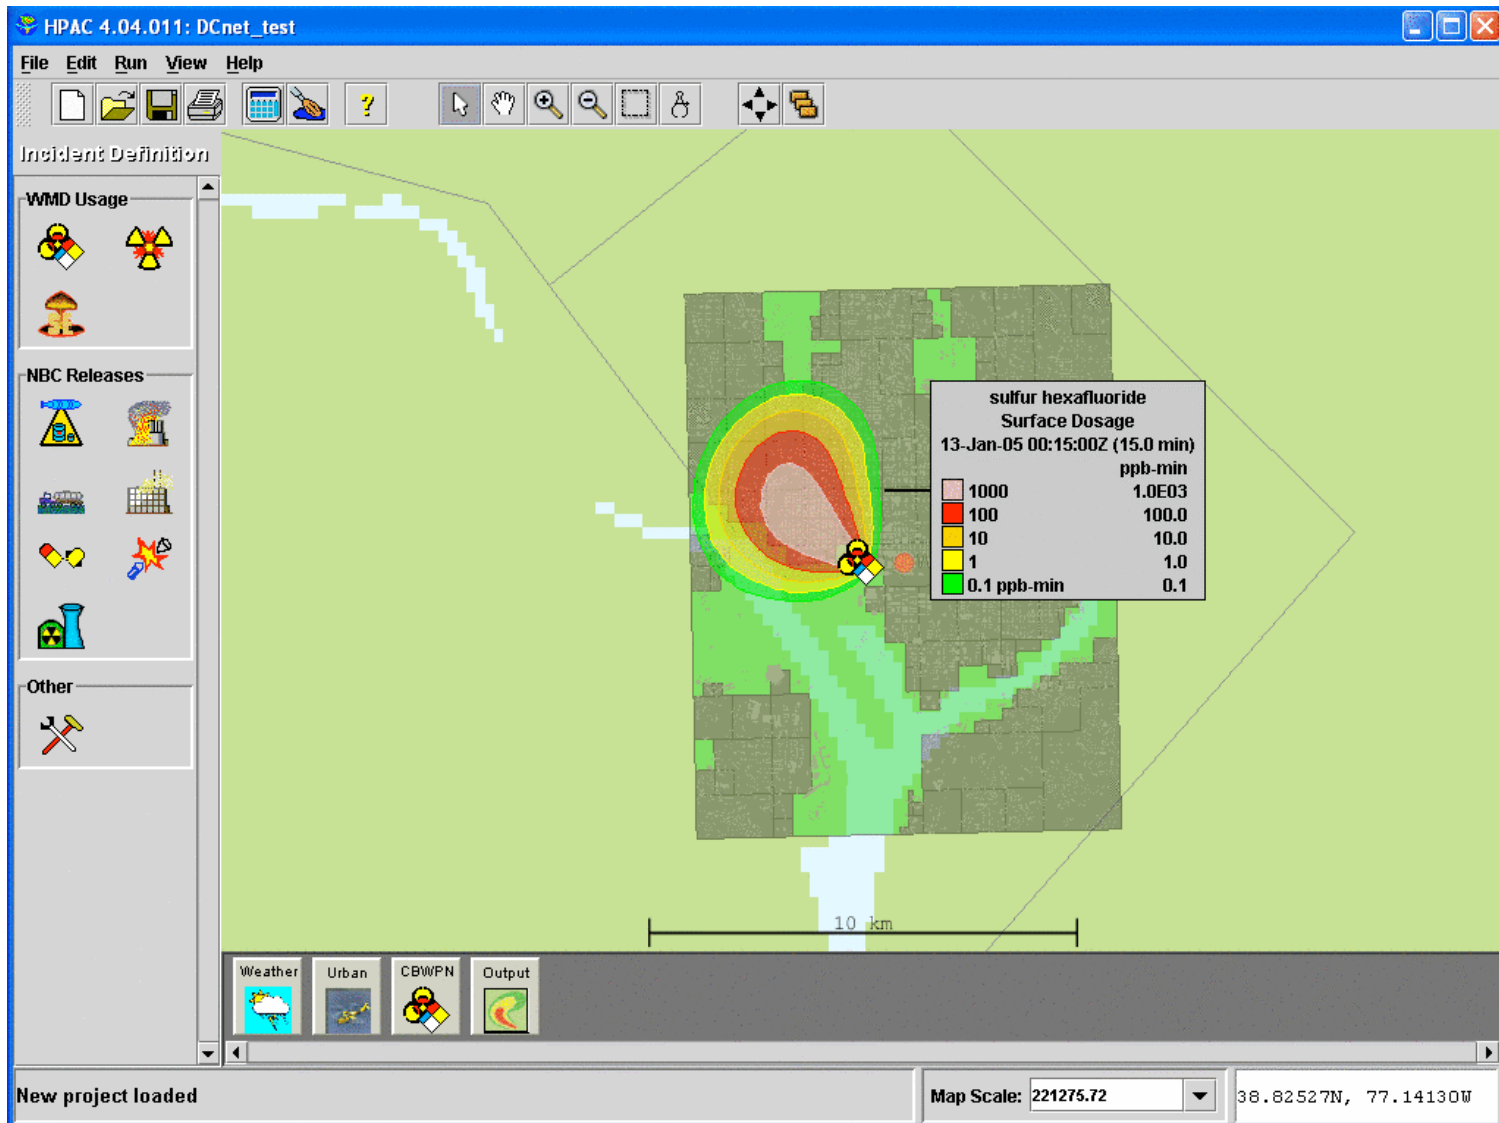 HPAC 4.04.011: DCnet_test
File Edit Run View Help
?
Incident Definition
WMD Usage
NBC Releases
Other
sulfur hexafluoride
Surface Dosage
13-Jan-05 00:15:00Z (15.0 min)
ppb-min
1000 1.0E03
100 100.0
10 10.0
1 1.0
0.1 ppb-min 0.1
10 km
Weather Urban CBWPN Output
New project loaded Map Scale: 221275.72 38.82527N, 77.14130W